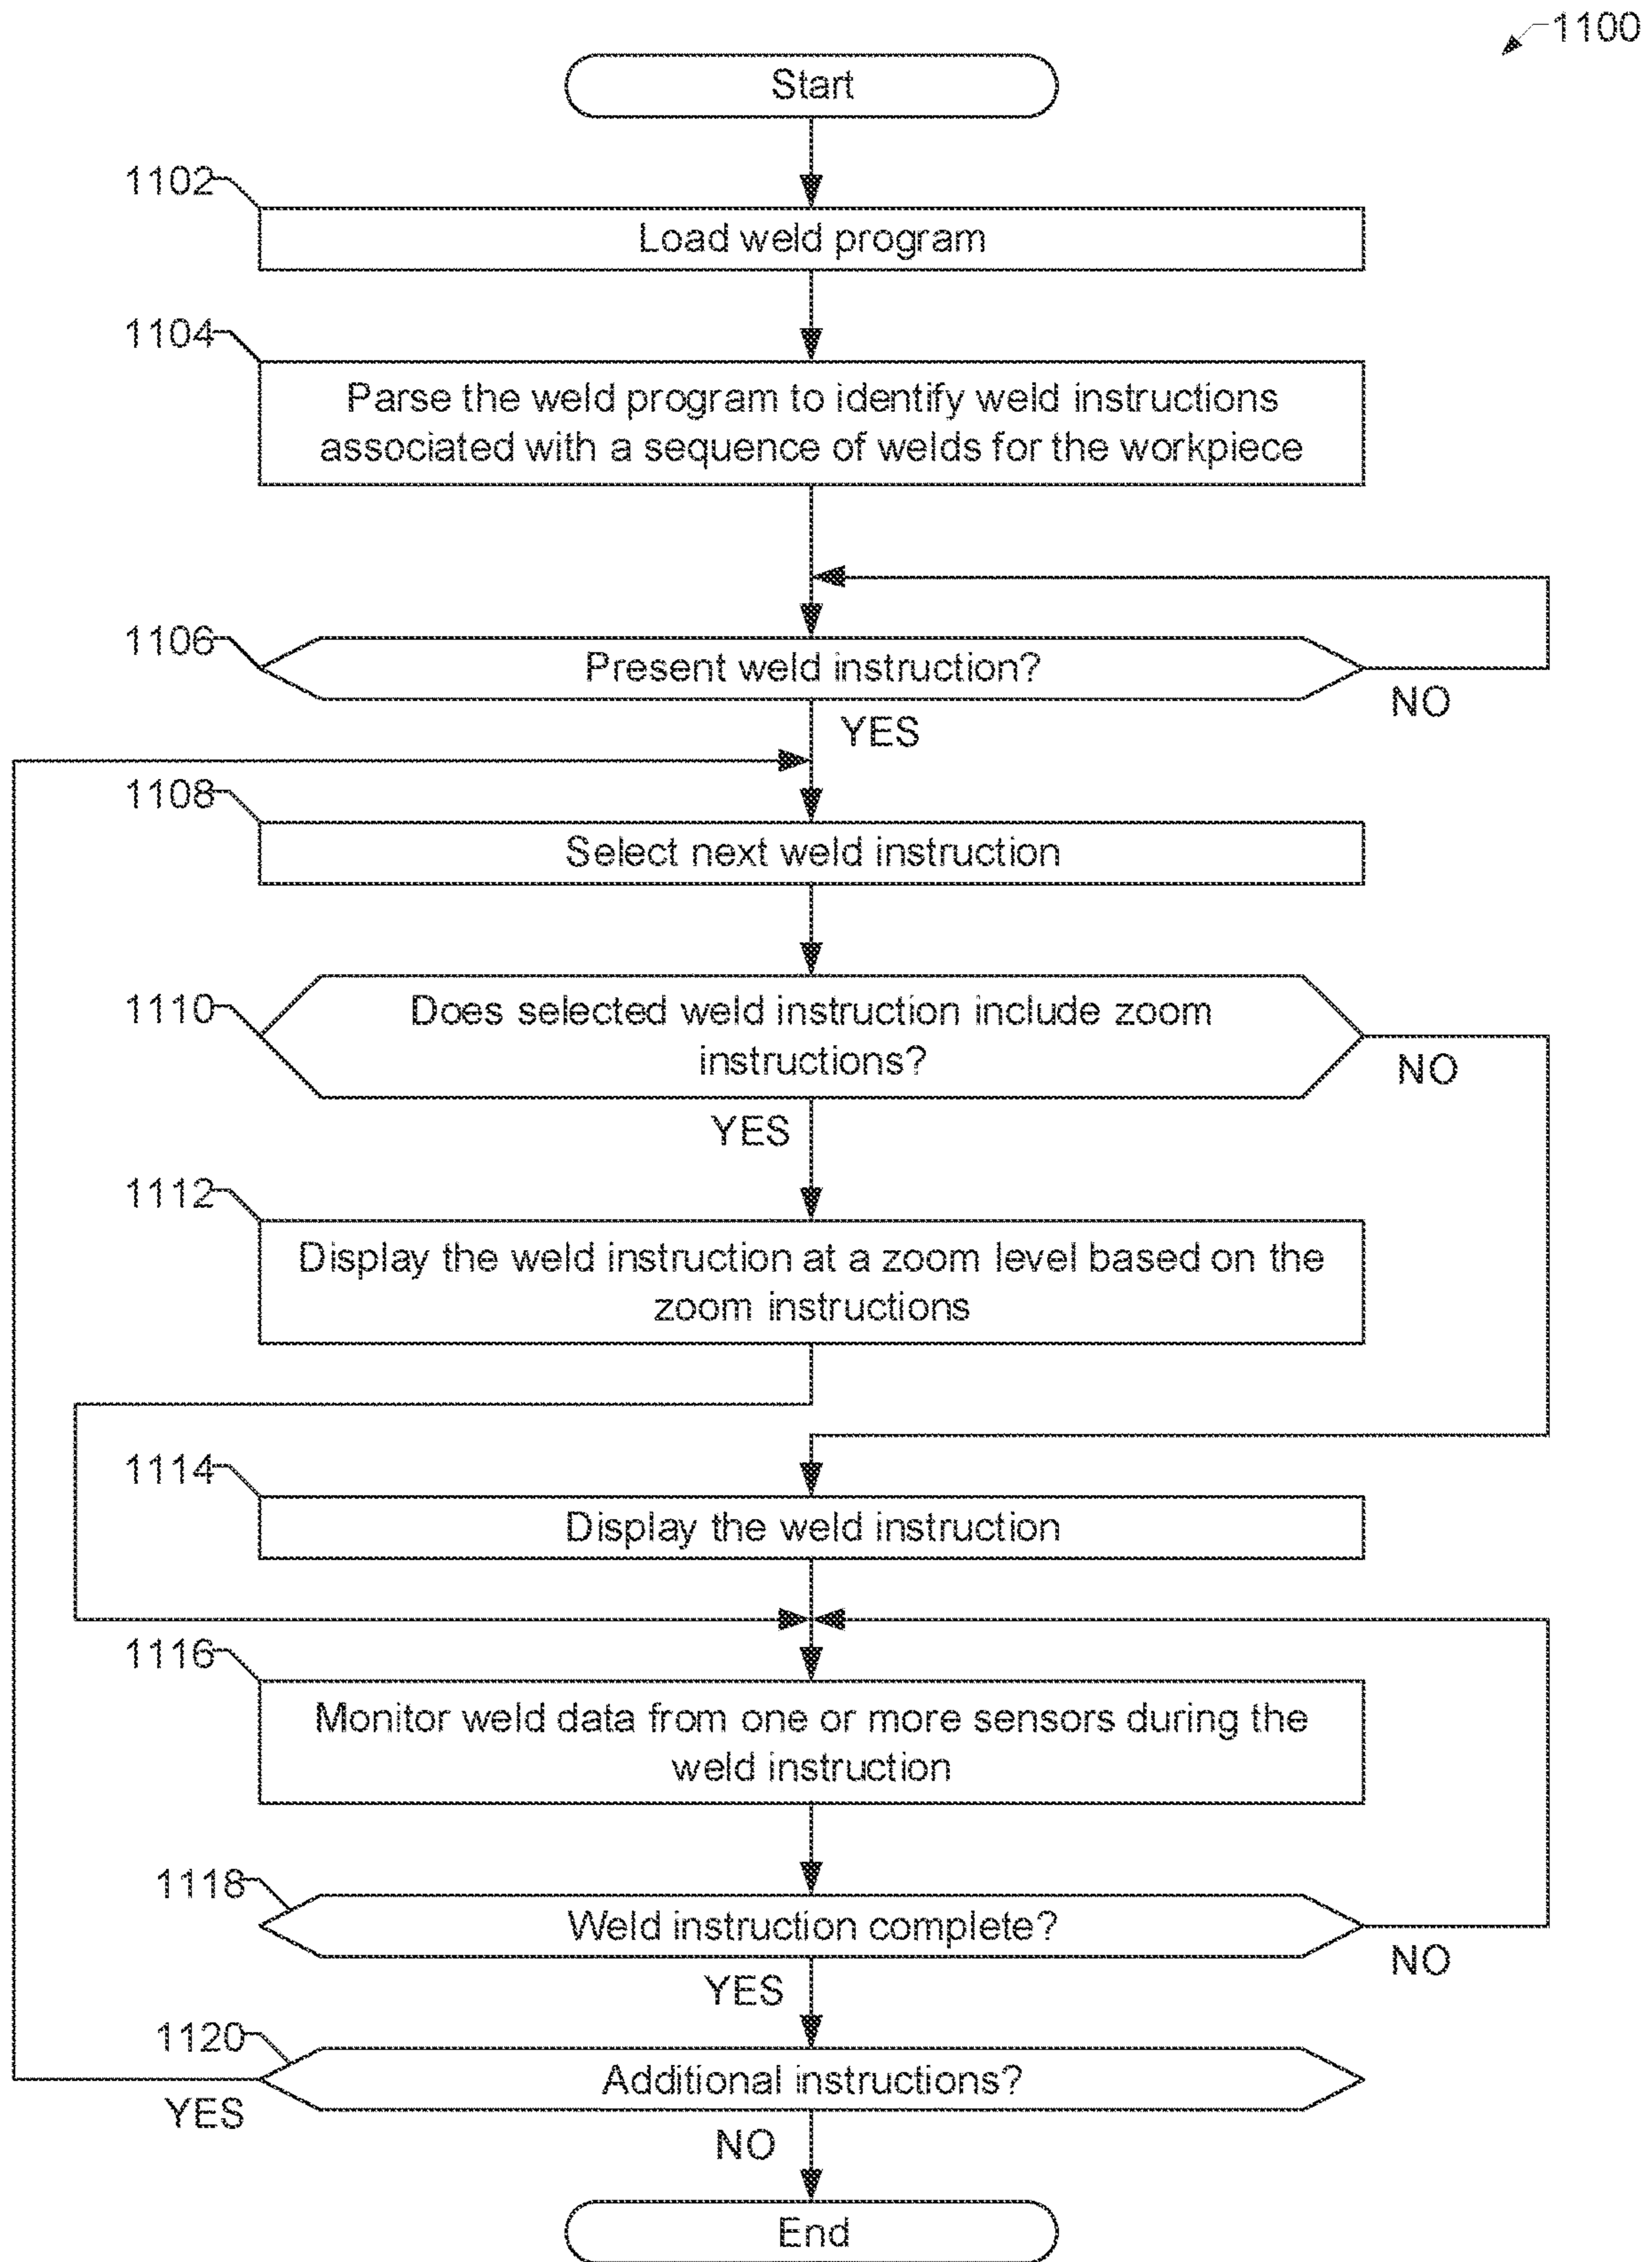 1100
Start
1102
Load weld program
1104
Parse the weld program to identify weld instructions
associated with a sequence of welds for the workpiece
1106
Present weld instruction?
NO
YES
1108
Select next weld instruction
1110
Does selected weld instruction include zoom
instructions?
NO
YES
1112
Display the weld instruction at a zoom level based on the
zoom instructions
1114
Display the weld instruction
1116
Monitor weld data from one or more sensors during the
weld instruction
1118
Weld instruction complete?
NO
YES
1120
Additional instructions?
YES
NO
End